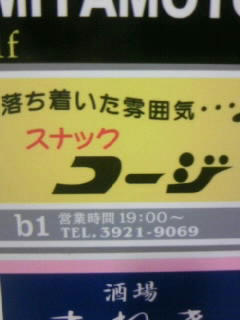 MIYAMOTO
落ち着いた雰囲気・・・
スナック
コージ
b1 営業時間 19:00～
TEL.3921-9069
酒場